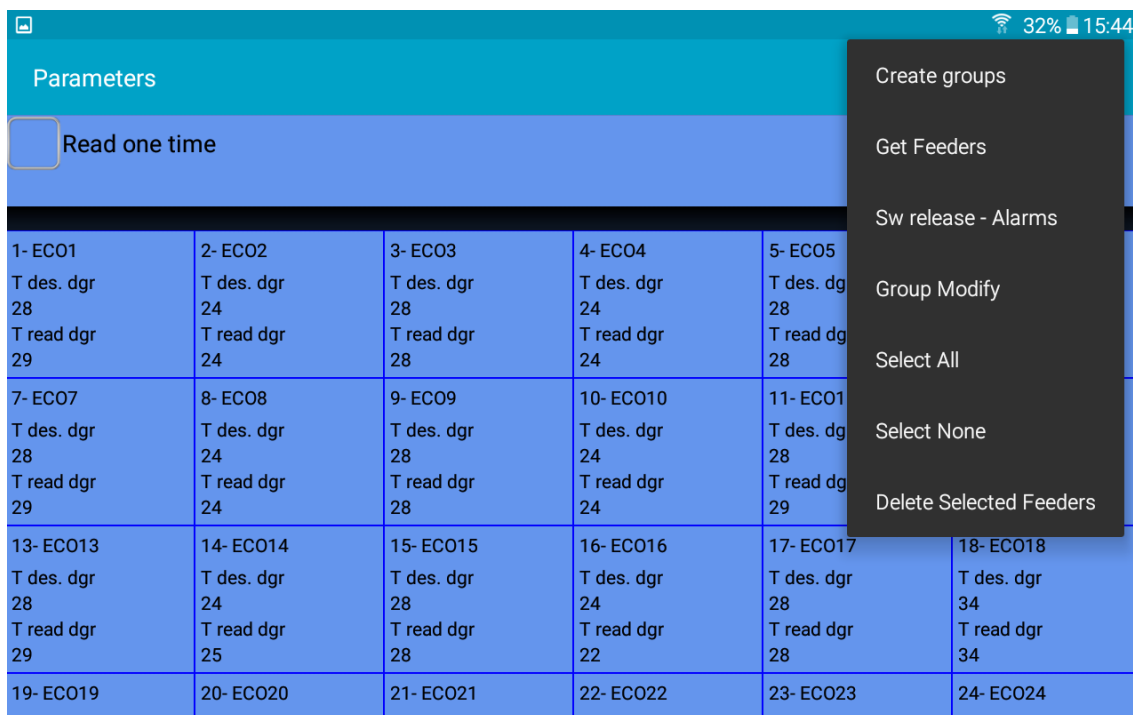 32% 15:44
Parameters
Create groups
Get Feeders
Sw release - Alarms
Group Modify
Select All
Select None
Delete Selected Feeders
Read one time
1- ECO1
T des. dgr
28
T read dgr
29
2- ECO2
T des. dgr
24
T read dgr
24
3- ECO3
T des. dgr
28
T read dgr
28
4- ECO4
T des. dgr
24
T read dgr
24
5- ECO5
T des. dg
28
T read dg
28
7- ECO7
T des. dgr
28
T read dgr
29
8- ECO8
T des. dgr
24
T read dgr
24
9- ECO9
T des. dgr
28
T read dgr
28
10- ECO10
T des. dgr
24
T read dgr
24
11- ECO1
T des. dg
28
T read dg
29
13- ECO13
T des. dgr
28
T read dgr
29
14- ECO14
T des. dgr
24
T read dgr
25
15- ECO15
T des. dgr
28
T read dgr
28
16- ECO16
T des. dgr
24
T read dgr
22
17- ECO17
T des. dgr
28
T read dgr
28
18- ECO18
T des. dgr
34
T read dgr
34
19- ECO19
20- ECO20
21- ECO21
22- ECO22
23- ECO23
24- ECO24